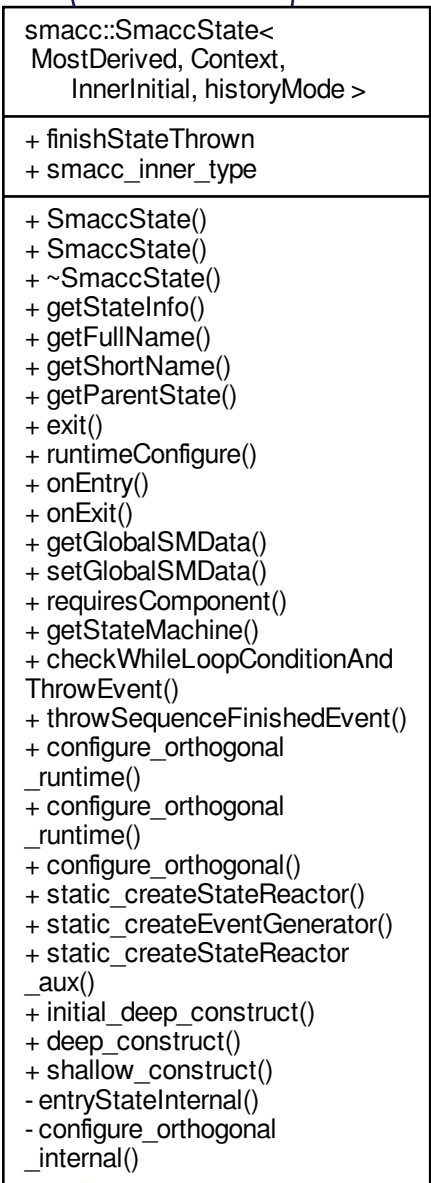 smacc::SmaccState<
MostDerived, Context,
InnerInitial, historyMode >
+ finishStateThrown
+ smacc_inner_type
+ SmaccState()
+ SmaccState()
+ ~SmaccState()
+ getStateInfo()
+ getFullName()
+ getShortName()
+ getParentState()
+ exit()
+ runtimeConfigure()
+ onEntry()
+ onExit()
+ getGlobalSMData()
+ setGlobalSMData()
+ requiresComponent()
+ getStateMachine()
+ checkWhileLoopConditionAnd
ThrowEvent()
+ throwSequenceFinishedEvent()
+ configure_orthogonal
_runtime()
+ configure_orthogonal
_runtime()
+ configure_orthogonal()
+ static_createStateReactor()
+ static_createEventGenerator()
+ static_createStateReactor
_aux()
+ initial_deep_construct()
+ deep_construct()
+ shallow_construct()
- entryStateInternal()
- configure_orthogonal
_internal()